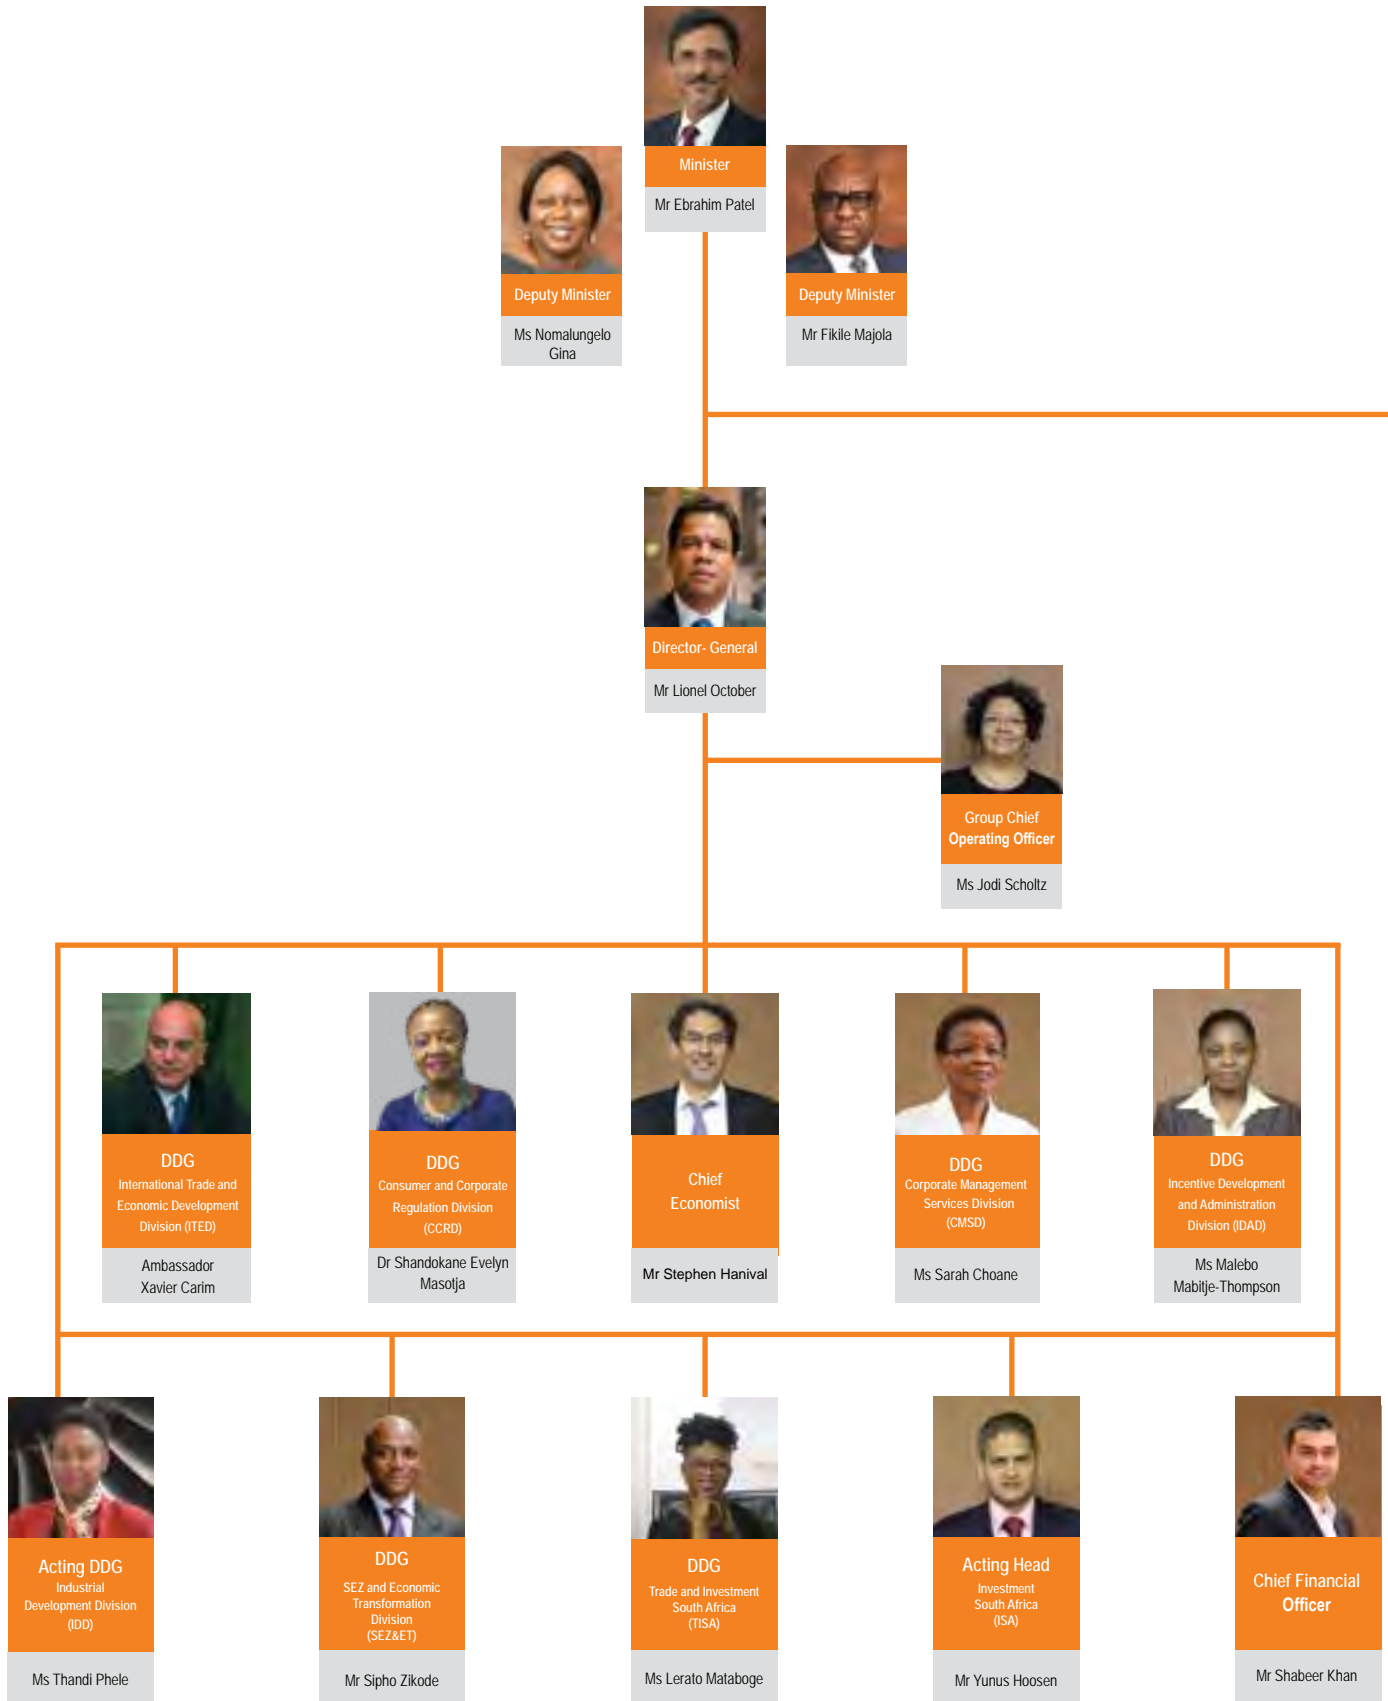 Minister
Mr Ebrahim Patel
Deputy Minister
Ms Nomalungelo
Gina
Deputy Minister
Mr Fikile Majola
Director- General
Mr Lionel October
Group Chief
Operating Officer
Ms Jodi Scholtz
DDG
International Trade and
Economic Development
Division (ITED)
Ambassador
Xavier Carim
DDG
Consumer and Corporate
Regulation Division
(CCRD)
Dr Shandokane Evelyn
Masotja
Chief
Economist
Mr Stephen Hanival
DDG
Corporate Management
Services Division
(CMSD)
Ms Sarah Choane
DDG
Incentive Development
and Administration
Division (IDAD)
Ms Malebo
Mabitje-Thompson
Acting DDG
Industrial
Development Division
(IDD)
Ms Thandi Phele
DDG
SEZ and Economic
Transformation
Division
(SEZ&ET)
Mr Sipho Zikode
DDG
Trade and Investment
South Africa
(TISA)
Ms Lerato Mataboge
Acting Head
Investment
South Africa
(ISA)
Mr Yunus Hoosen
Chief Financial
Officer
Mr Shabeer Khan